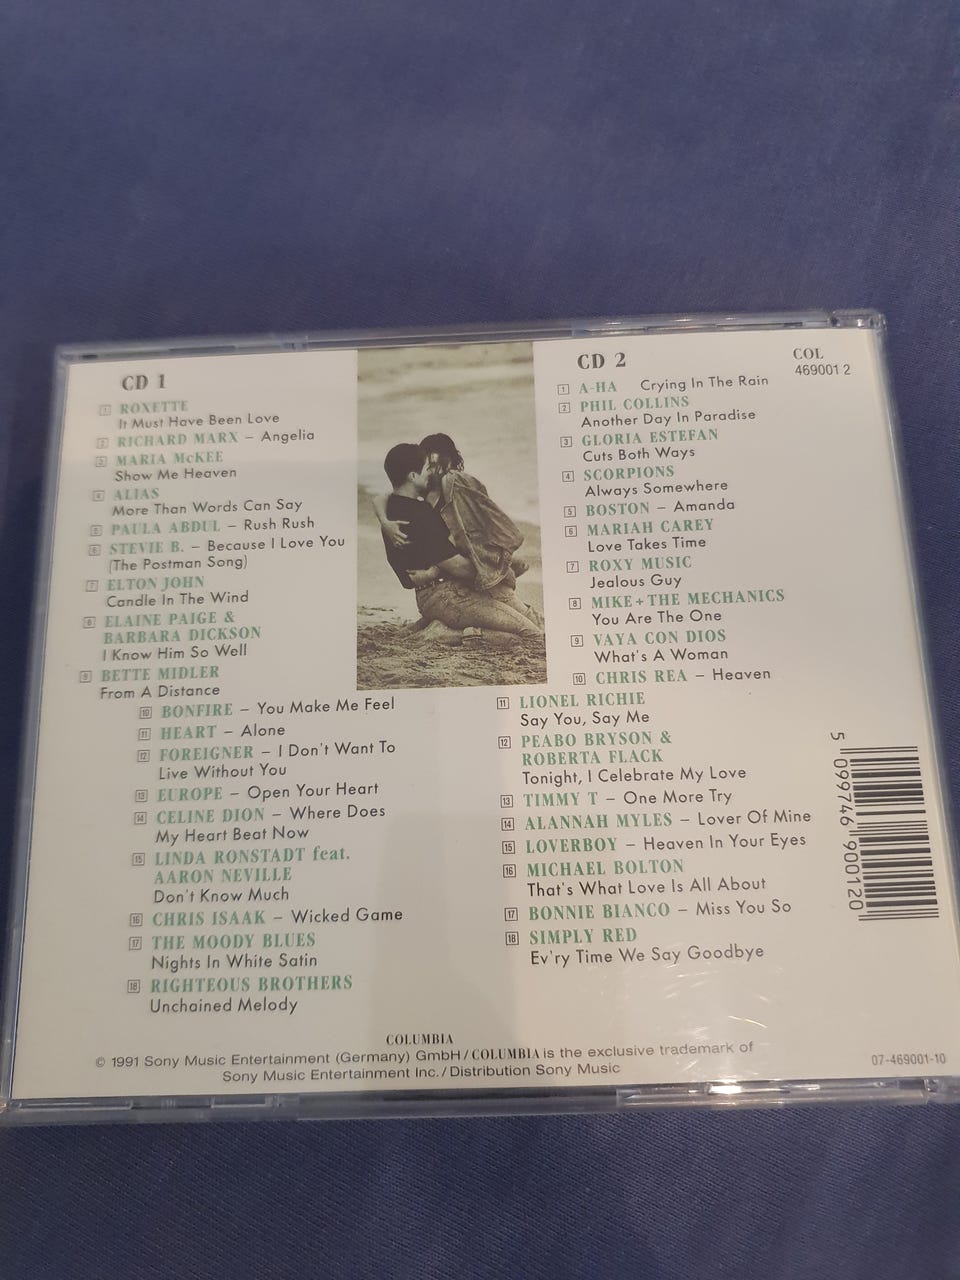 CD 1
1 ROXETTE
It Must Have Been Love
2 RICHARD MARX – Angelia
3 MARIA McKEE
Show Me Heaven
4 ALIAS
More Than Words Can Say
5 PAULA ABDUL – Rush Rush
6 STEVIE B. – Because I Love You
(The Postman Song)
7 ELTON JOHN
Candle In The Wind
8 ELAINE PAIGE &
BARBARA DICKSON
I Know Him So Well
9 BETTE MIDLER
From A Distance
10 BONFIRE – You Make Me Feel
11 HEART – Alone
12 FOREIGNER – I Don't Want To
Live Without You
13 EUROPE – Open Your Heart
14 CELINE DION – Where Does
My Heart Beat Now
15 LINDA RONSTADT feat.
AARON NEVILLE
Don't Know Much
16 CHRIS ISAAK – Wicked Game
17 THE MOODY BLUES
Nights In White Satin
18 RIGHTEOUS BROTHERS
Unchained Melody
CD 2
COL
469001 2
1 A-HA Crying In The Rain
2 PHIL COLLINS
Another Day In Paradise
3 GLORIA ESTEFAN
Cuts Both Ways
4 SCORPIONS
Always Somewhere
5 BOSTON – Amanda
6 MARIAH CAREY
Love Takes Time
7 ROXY MUSIC
Jealous Guy
8 MIKE + THE MECHANICS
You Are The One
9 VAYA CON DIOS
What's A Woman
10 CHRIS REA – Heaven
11 LIONEL RICHIE
Say You, Say Me
12 PEABO BRYSON &
ROBERTA FLACK
Tonight, I Celebrate My Love
13 TIMMY T – One More Try
14 ALANNAH MYLES – Lover Of Mine
15 LOVERBOY – Heaven In Your Eyes
16 MICHAEL BOLTON
That's What Love Is All About
17 BONNIE BIANCO – Miss You So
18 SIMPLY RED
Ev'ry Time We Say Goodbye
5 099746 900120
COLUMBIA
© 1991 Sony Music Entertainment (Germany) GmbH / COLUMBIA is the exclusive trademark of
Sony Music Entertainment Inc. / Distribution Sony Music
07-469001-10